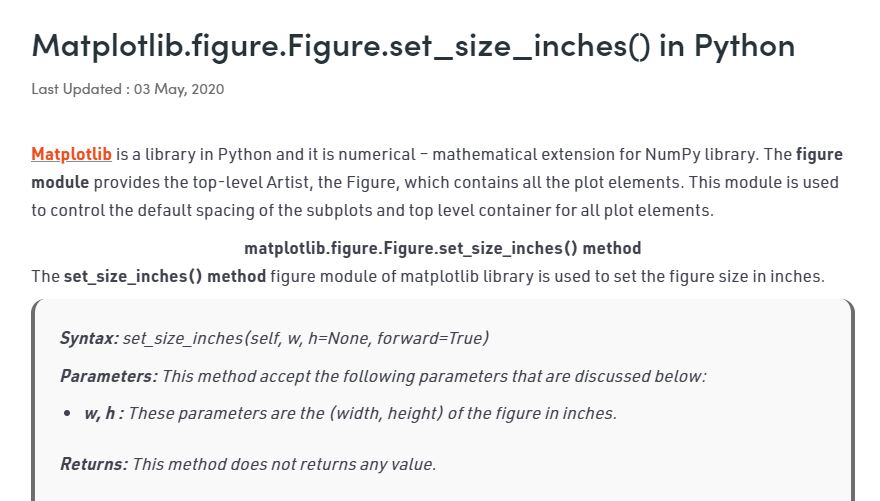 Matplotlib.figure.Figure.set_size_inches() in Python
Last Updated : 03 May, 2020
Matplotlib is a library in Python and it is numerical – mathematical extension for NumPy library. The figure
module provides the top-level Artist, the Figure, which contains all the plot elements. This module is used
to control the default spacing of the subplots and top level container for all plot elements.
matplotlib.figure.Figure.set_size_inches() method
The set_size_inches() method figure module of matplotlib library is used to set the figure size in inches.
Syntax: set_size_inches(self, w, h=None, forward=True)
Parameters: This method accept the following parameters that are discussed below:
• w, h : These parameters are the (width, height) of the figure in inches.
Returns: This method does not returns any value.